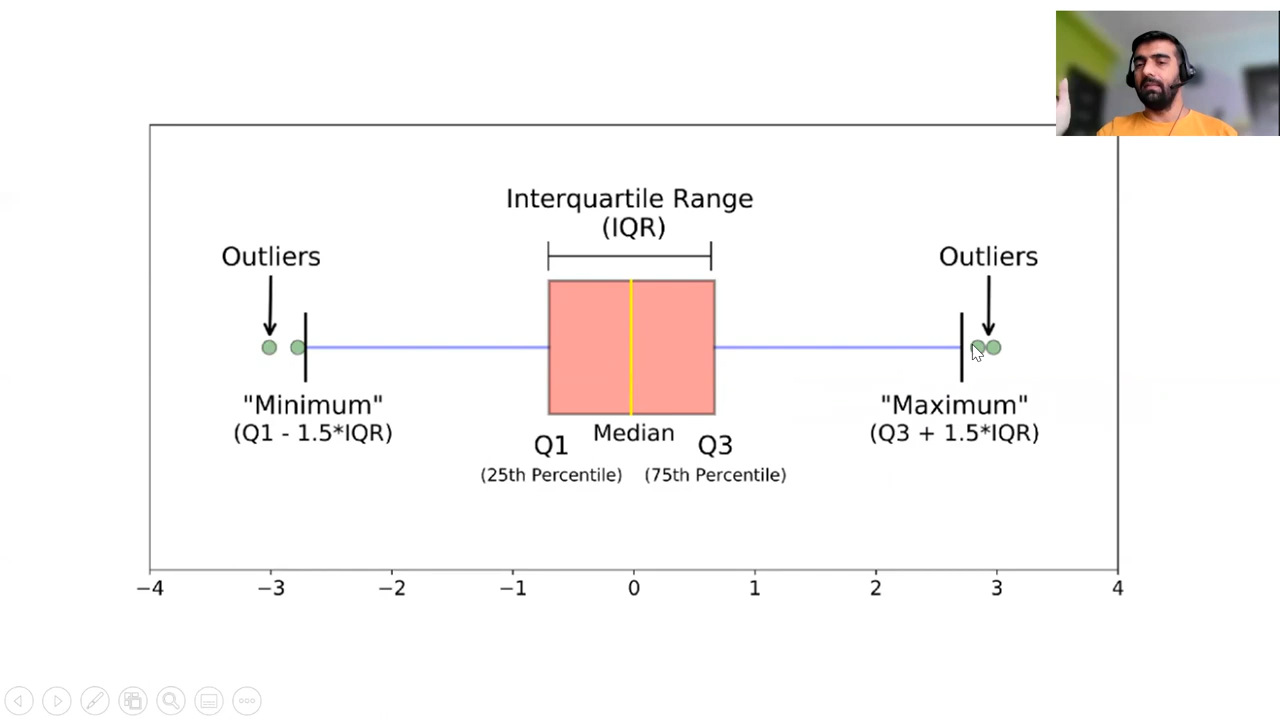 Interquartile Range
(IQR)
Outliers
Outliers
"Minimum"
(Q1 - 1.5*IQR)
"Maximum"
(Q3 + 1.5*IQR)
Q1
Median
Q3
(25th Percentile)
(75th Percentile)
−4
−3
−2
−1
0
1
2
3
4